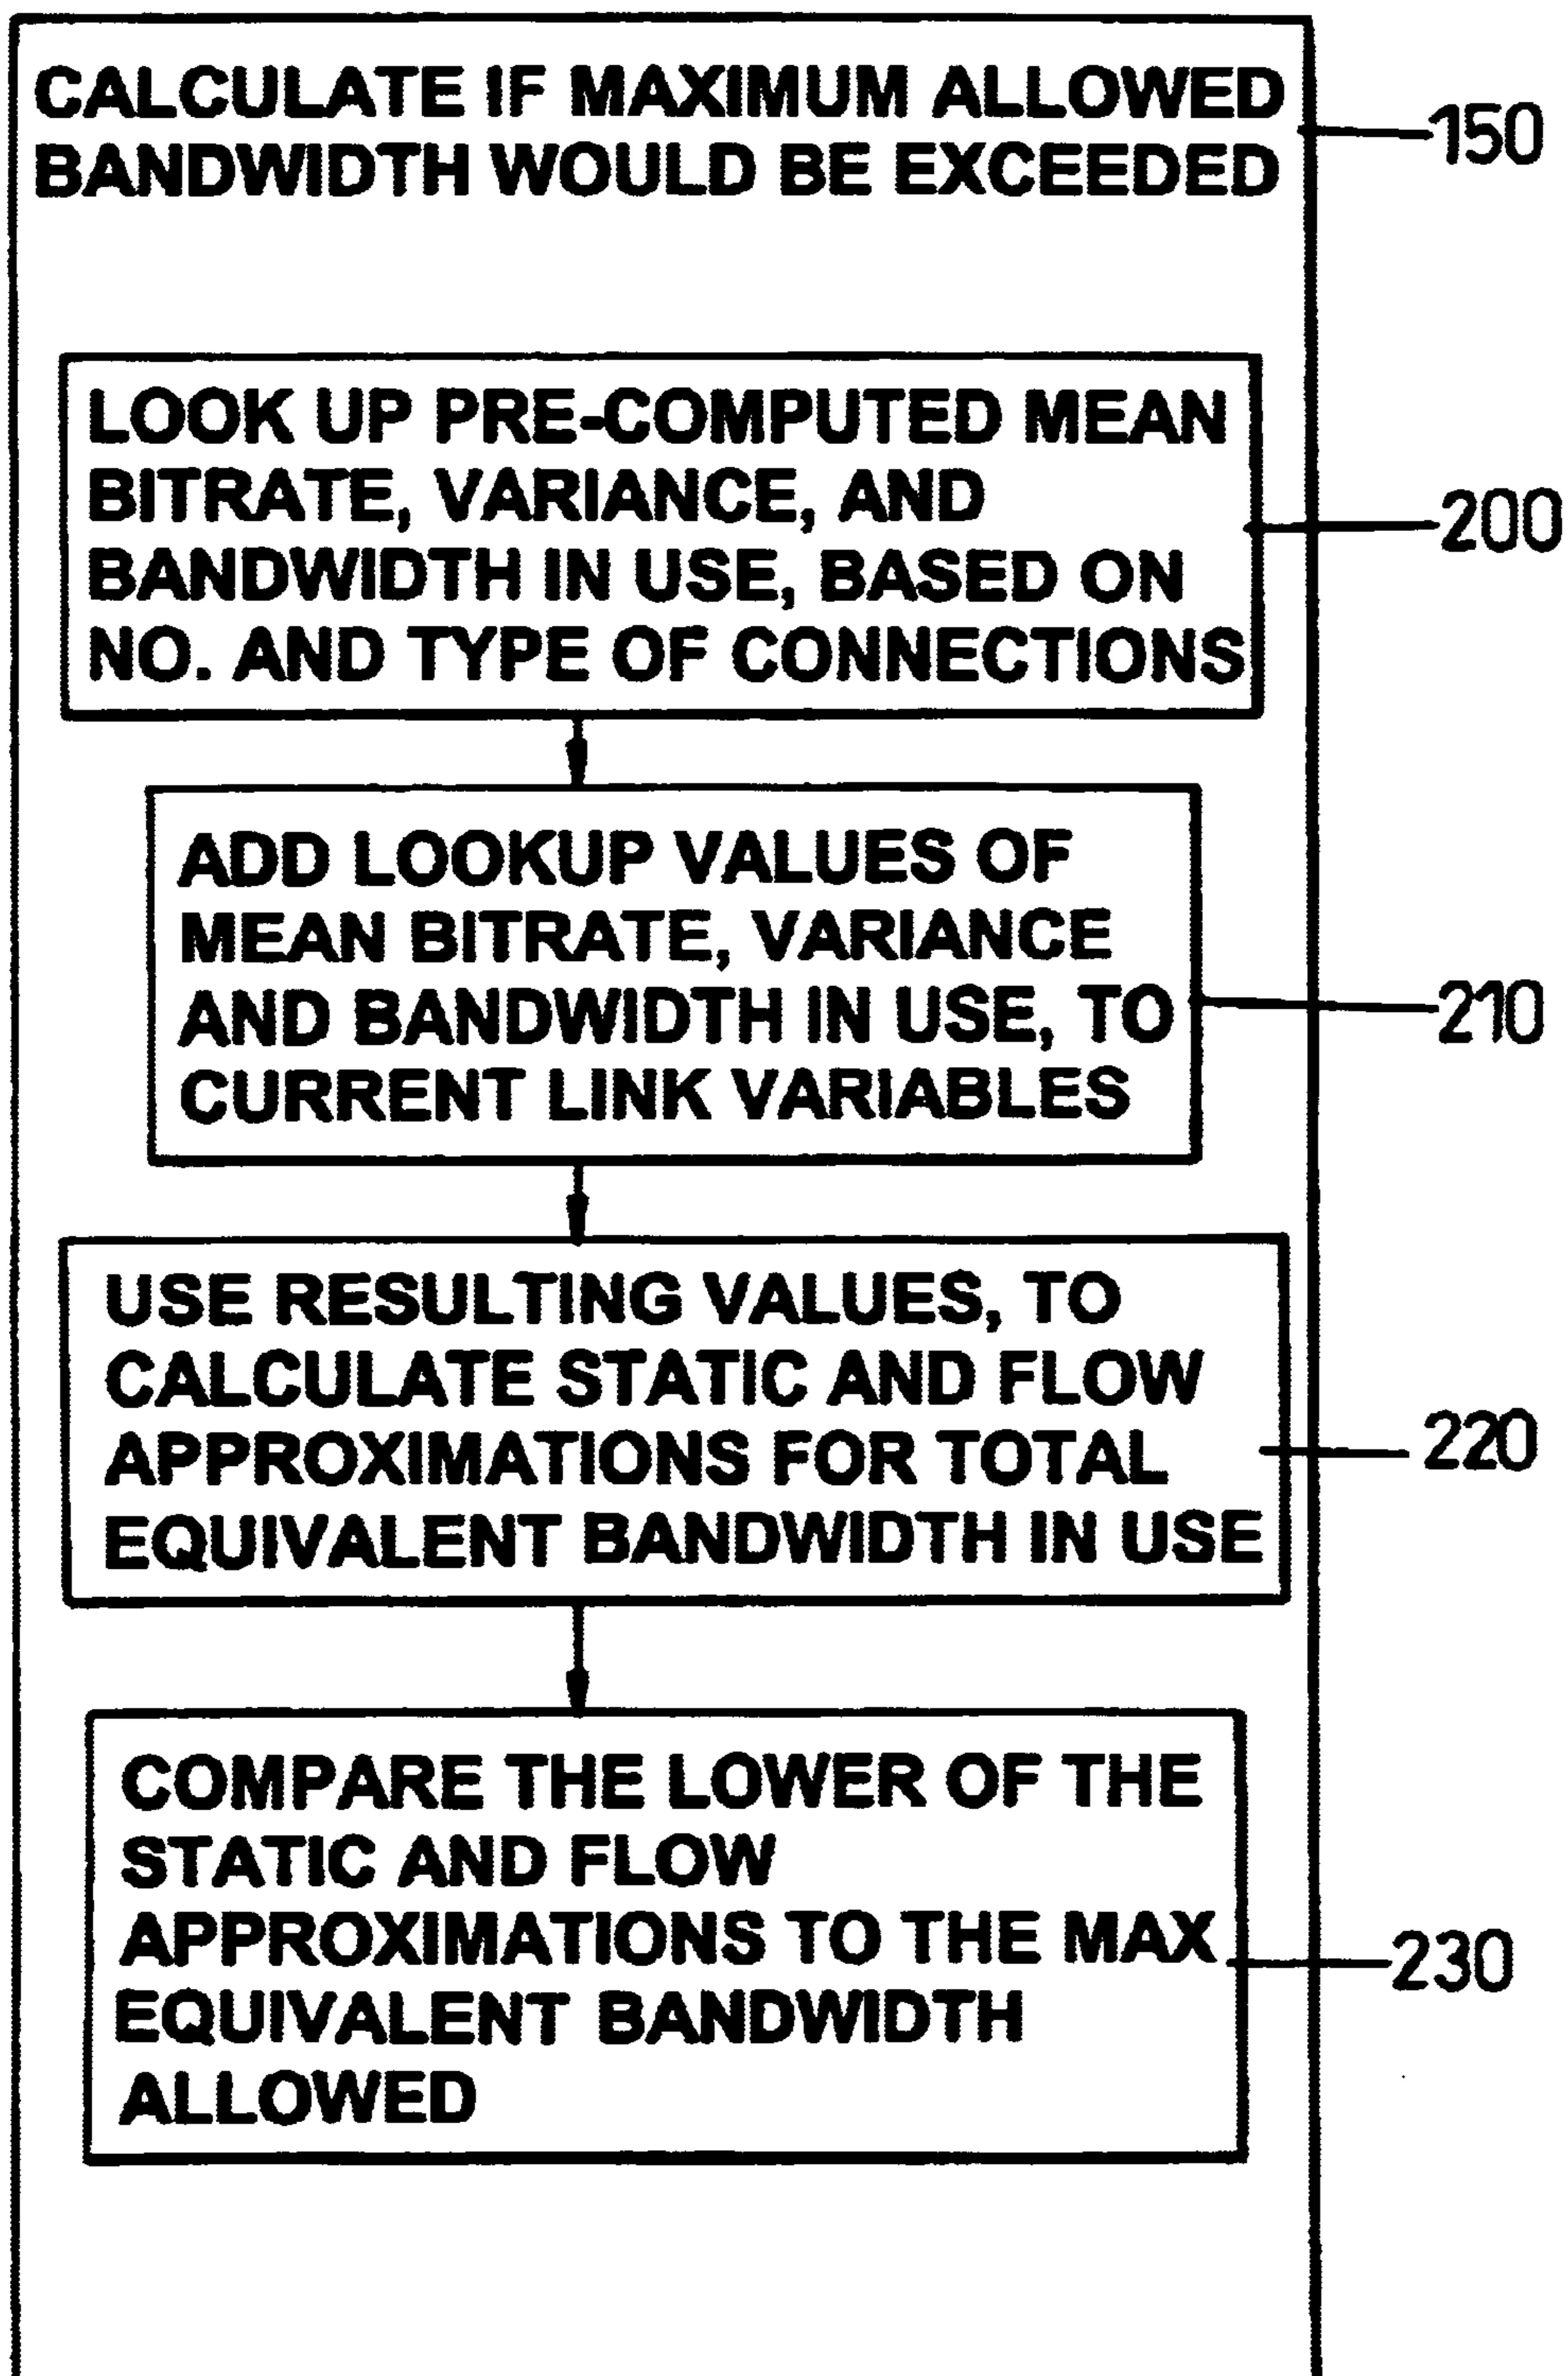 CALCULATE IF MAXIMUM ALLOWED
BANDWIDTH WOULD BE EXCEEDED
150
LOOK UP PRE-COMPUTED MEAN
BITRATE, VARIANCE, AND
BANDWIDTH IN USE, BASED ON
NO. AND TYPE OF CONNECTIONS
200
ADD LOOKUP VALUES OF
MEAN BITRATE, VARIANCE
AND BANDWIDTH IN USE, TO
CURRENT LINK VARIABLES
210
USE RESULTING VALUES, TO
CALCULATE STATIC AND FLOW
APPROXIMATIONS FOR TOTAL
EQUIVALENT BANDWIDTH IN USE
220
COMPARE THE LOWER OF THE
STATIC AND FLOW
APPROXIMATIONS TO THE MAX
EQUIVALENT BANDWIDTH
ALLOWED
230